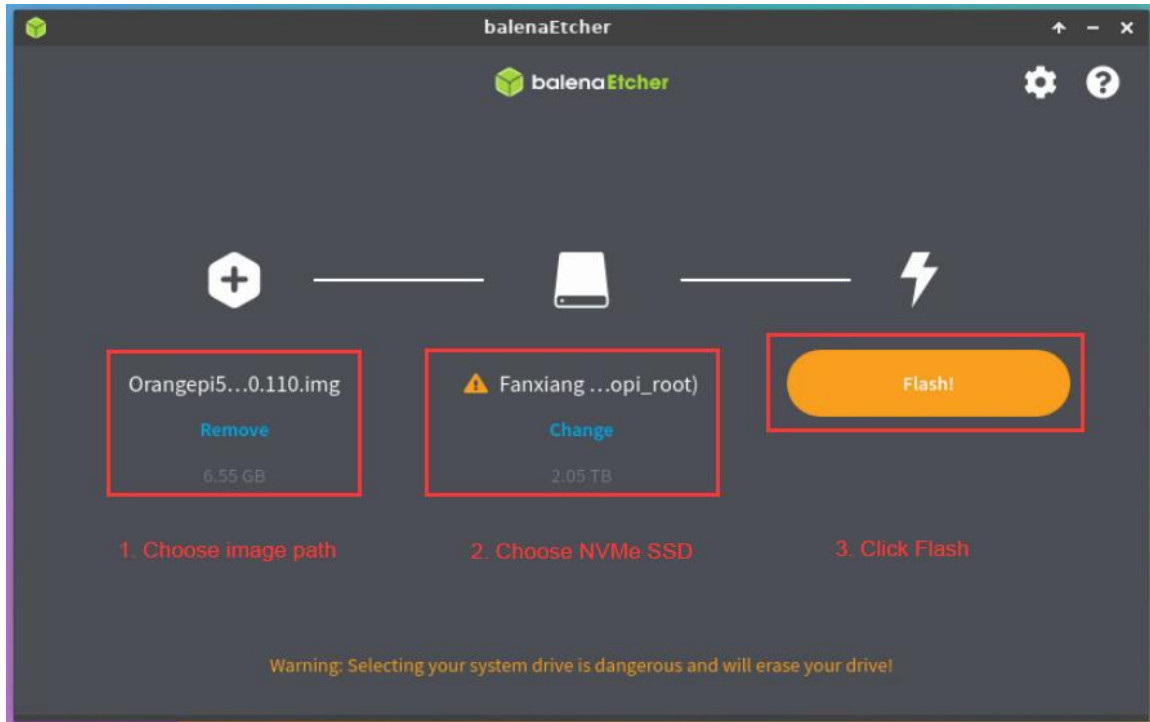 balenaEtcher
balenaEtcher
Orangepi5...0.110.img
Fanxiang ...opi_root)
Flash!
Remove
Change
6.55 GB
2.05 TB
1. Choose image path
2. Choose NVMe SSD
3. Click Flash
Warning: Selecting your system drive is dangerous and will erase your drive!